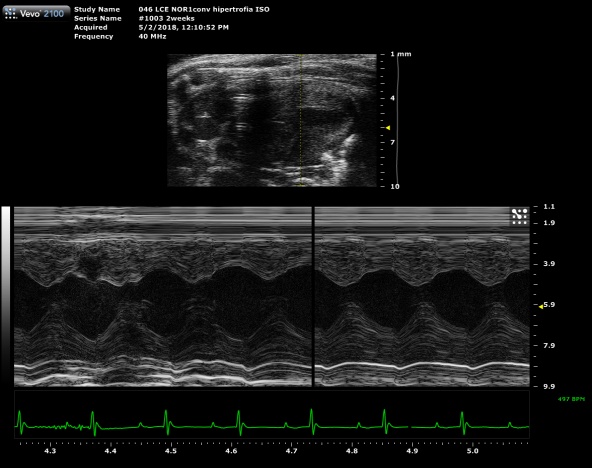 Vevo 2100
Study Name 046 LCE NOR1conv hipertrofia ISO
Series Name #1003 2weeks
Acquired 5/2/2018, 12:10:52 PM
Frequency 40 MHz
1 mm
4
7
10
1.1
1.9
3.9
5.9
7.9
9.9
497 BPM
4.3 4.4 4.5 4.6 4.7 4.8 4.9 5.0